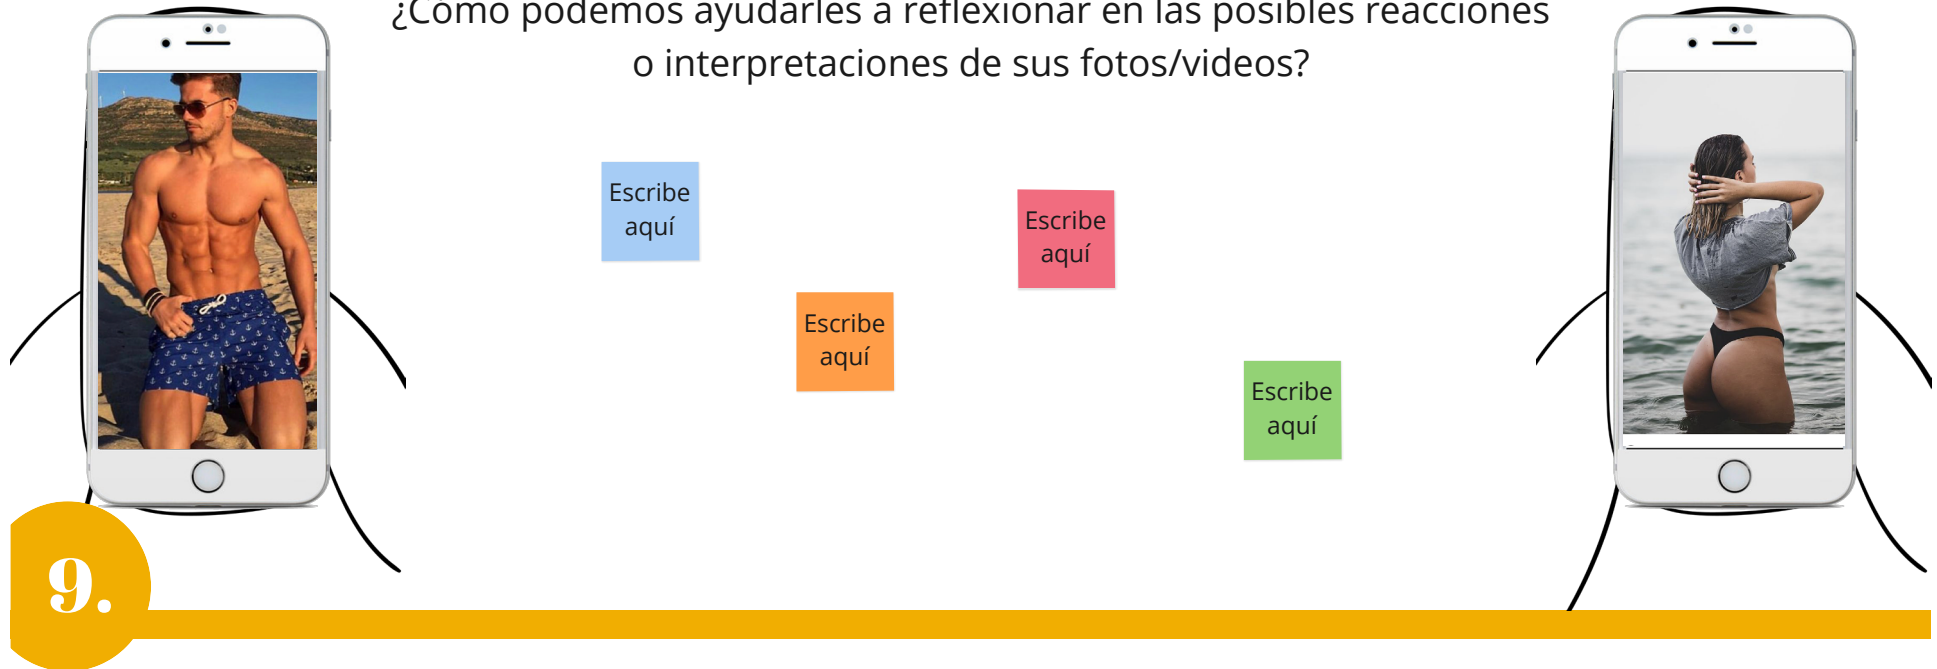 ¿Cómo podemos ayudarles a reflexionar en las posibles reacciones
o interpretaciones de sus fotos/videos?
Escribe
aquí
Escribe
aquí
Escribe
aquí
Escribe
aquí
9.